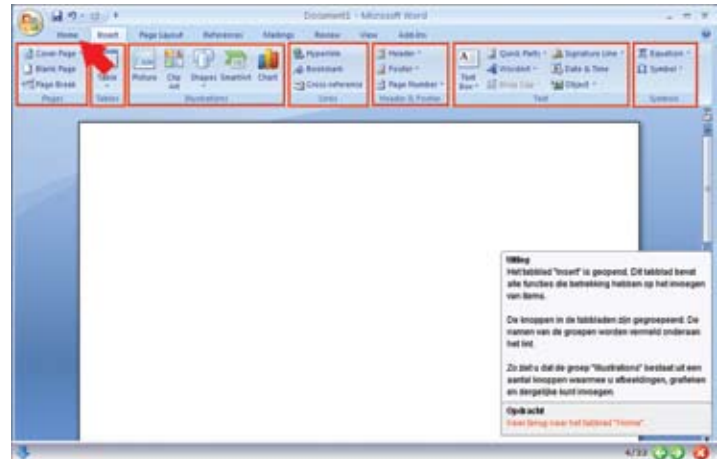 Document1 - Microsoft Word
Home Insert Page Layout References Mailings Review View Add-Ins
Cover Page
Blank Page
Page Break
Pages
Table
Tables
Picture Clip Art Shapes SmartArt Chart
Illustrations
Hyperlink
Bookmark
Cross-reference
Links
Header
Footer
Page Number
Header & Footer
Text Box
Quick Parts
WordArt
Drop Cap
Signature Line
Date & Time
Object
Text
Equation
Symbol
Symbols
Uitleg
Het tabblad "Insert" is geopend. Dit tabblad bevat
alle functies die betrekking hebben op het invoegen
van items.
De knoppen in de tabbladen zijn gegroepeerd. De
namen van de groepen worden vermeld onderaan
het lint.
Zo ziet u dat de groep "Illustrations" bestaat uit een
aantal knoppen waarmee u afbeeldingen, grafieken
en dergelijke kunt invoegen.
Opdracht
terug naar het tabblad "Home".